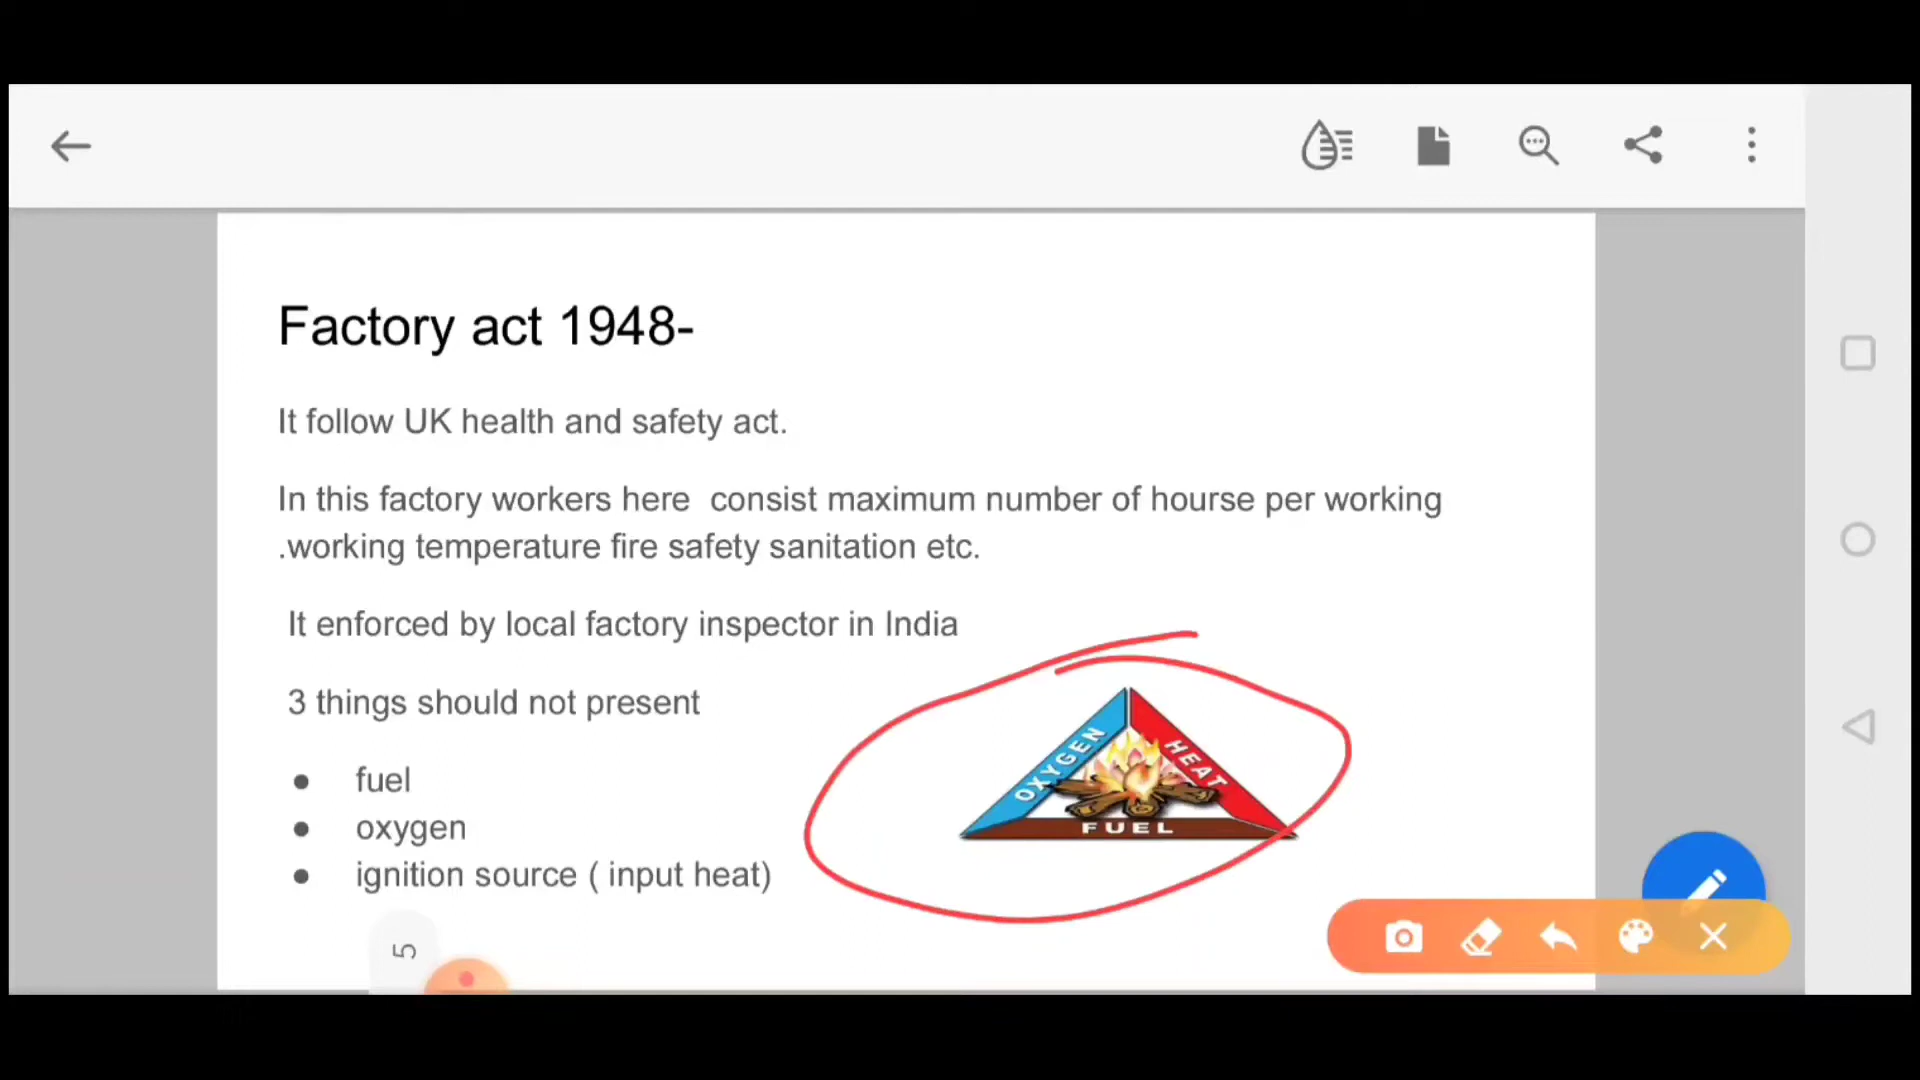 Factory act 1948-
It follow UK health and safety act.
In this factory workers here consist maximum number of hourse per working
.working temperature fire safety sanitation etc.
It enforced by local factory inspector in India
3 things should not present
OXYGEN
HEAT
FUEL
● fuel
● oxygen
● ignition source ( input heat)
5